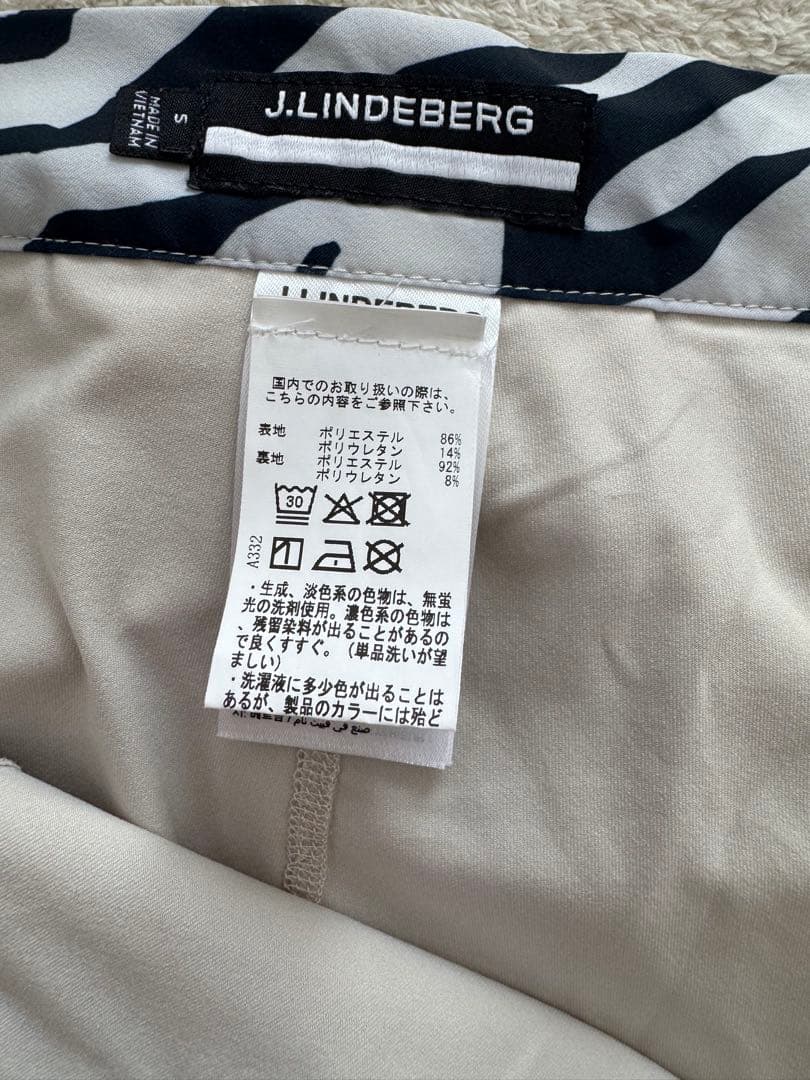 J.LINDEBERG
S
MADE IN
VIETNAM
J.LINDEBERG
国内でのお取り扱いの際は、
こちらの内容をご参照下さい。
表地 ポリエステル 86%
ポリウレタン 14%
裏地 ポリエステル 92%
ポリウレタン 8%
30
A332
・生成、淡色系の色物は、無蛍
光の洗剤使用。濃色系の色物は
、残留染料が出ることがあるの
で良くすすぐ。（単品洗いが望
ましい）
・洗濯液に多少色が出ることは
あるが、製品のカラーには殆ど
صنع في فيت نام